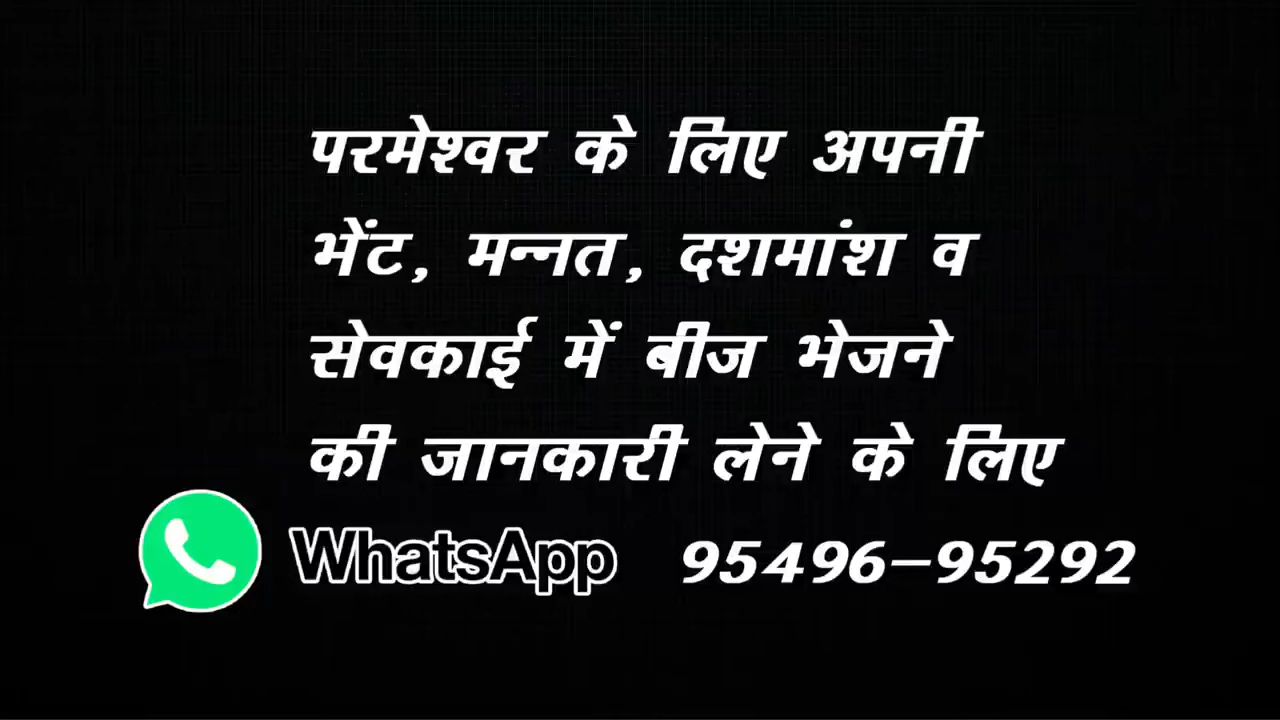 परमेश्वर के लिए अपनी
भेंट, मन्नत, दशमांश व
सेवकाई में बीज भेजने
की जानकारी लेने के लिए
WhatsApp 95496-95292